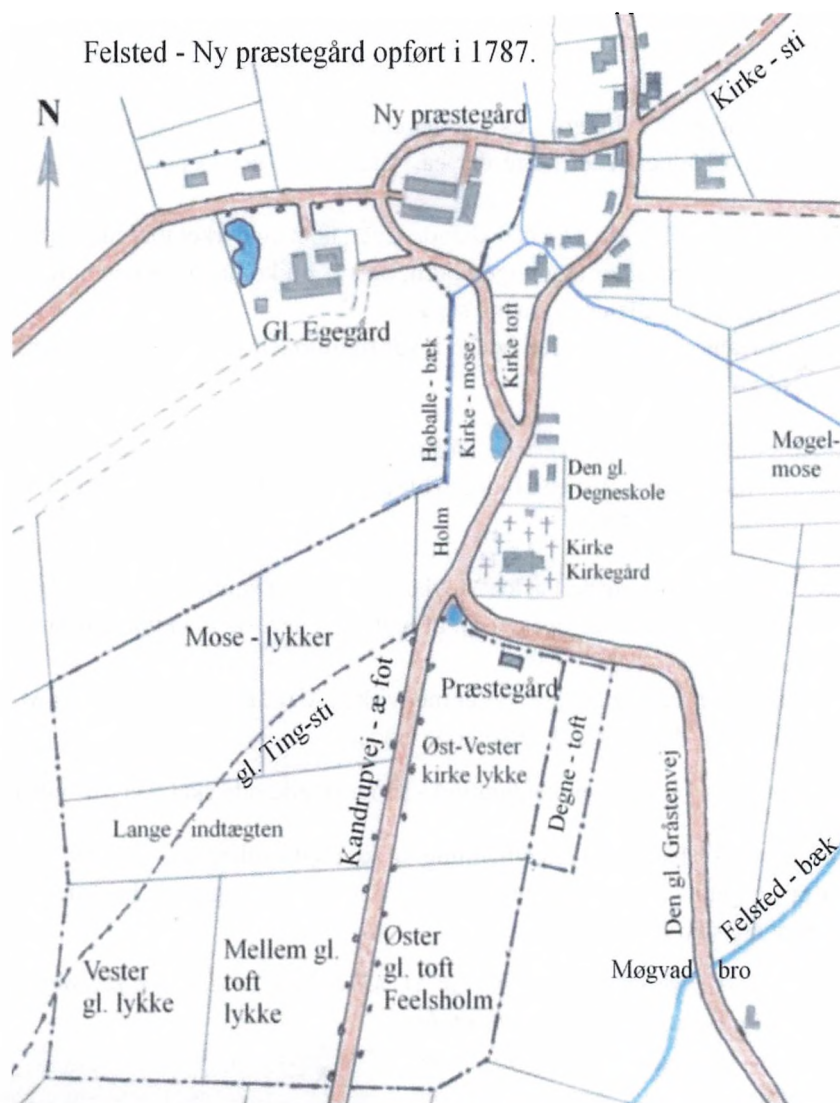 Felsted - Ny præstegård opført i 1787.
Kirke - sti
N
Ny præstegård
Gl. Egegård
Hoballe - bæk
Kirke - mose
Kirke toft
Møgel-
mose
Den gl.
Degneskole
Holm
Kirke
Kirkegård
Mose - lykker
Præstegård
gl. Ting-sti
Kandrupvej - æ fot
Øst-Vester
kirke lykke
Degne - toft
Lange - indtægten
Den gl. Gråstenvej
Felsted - bæk
Vester
gl. lykke
Mellem gl.
toft
lykke
Øster
gl. toft
Feelsholm
Møgvad bro